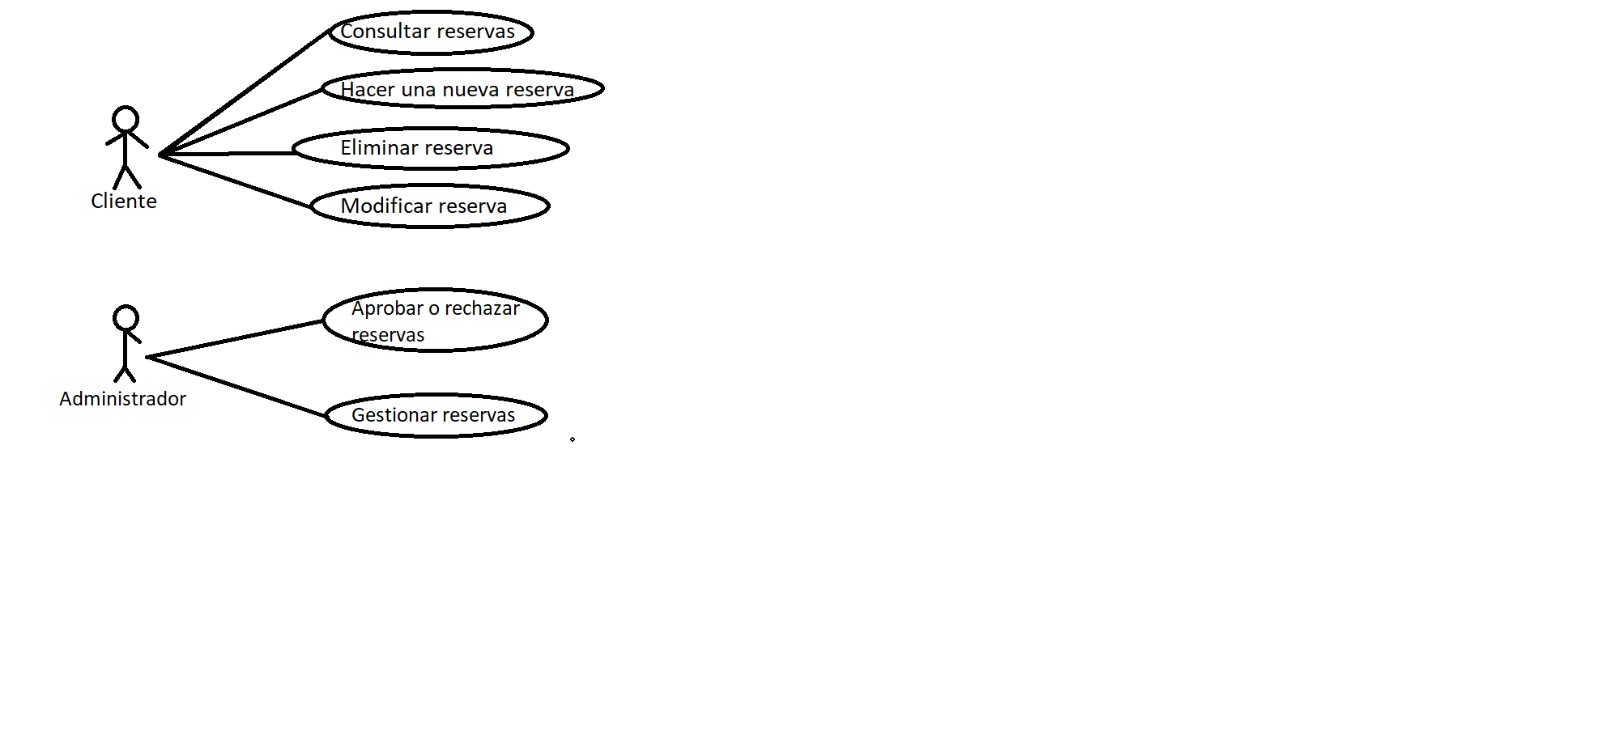 Consultar reservas
Hacer una nueva reserva
Eliminar reserva
Modificar reserva
Cliente
Aprobar o rechazar
reservas
Administrador
Gestionar reservas